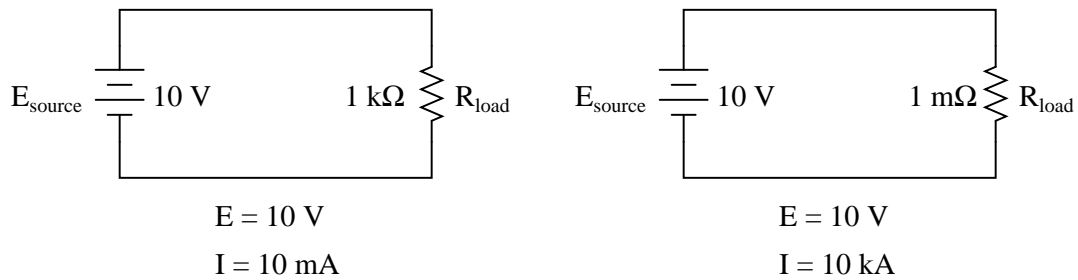 E_source 10 V 1 kΩ R_load
E = 10 V
I = 10 mA
E_source 10 V 1 mΩ R_load
E = 10 V
I = 10 kA